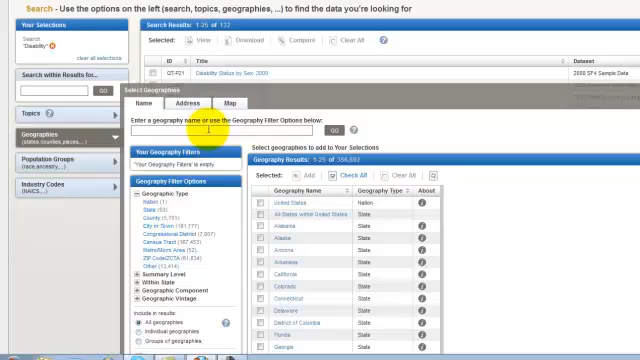 Search - Use the options on the left (search, topics, geographies, ...) to find the data you're looking for
Your Selections
Search
"Disability"
clear all selections
Search within Results for...
GO
Topics
Geographies
(states, counties, places, ...)
Population Groups
(race, ancestry, ...)
Industry Codes
(NAICS, ...)
Search Results: 1-25 of 132
Selected:
View
Download
Compare
Clear All
ID
Title
Dataset
QT-P21
Disability Status by Sex: 2000
2000 SF4 Sample Data
Select Geographies
Name
Address
Map
Enter a geography name or use the Geography Filter Options below:
GO
Your Geography Filters
'Your Geography Filters' is empty.
Geography Filter Options
Geographic Type
Nation (1)
County (5,791)
City or Town (181,177)
Congressional District (7,000)
Census Tract (167,453)
Metro/Micro Area (52)
Other (13,414)
Summary Level
Within State
Geographic Component
Geographic Vintage
Include in results:
All geographies
Individual geographies
Groups of geographies
Select geographies to add to Your Selections
Geography Results: 1-25 of 356,692
Selected:
Add
Check All
Clear All
Geography Name
Geography Type
About
United States
Nation
All States within United States
State
Alabama
State
Alaska
State
Arizona
State
Arkansas
State
California
State
Colorado
State
Connecticut
State
Delaware
State
District of Columbia
State
Florida
State
Georgia
State